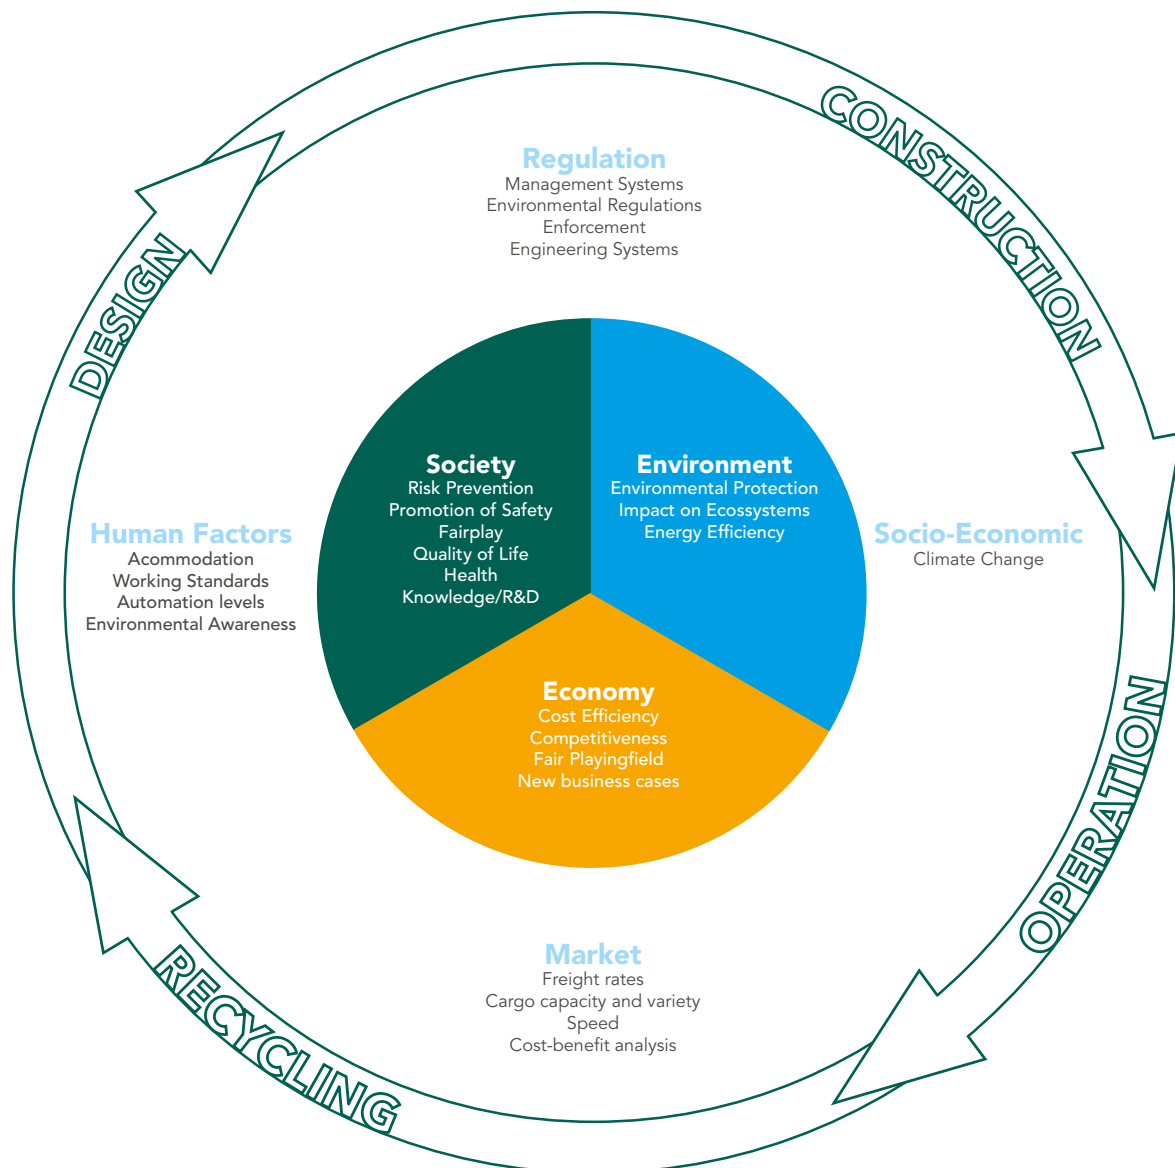 CONSTRUCTION
Regulation
Management Systems
Environmental Regulations
Enforcement
Engineering Systems
DESIGN
Society
Risk Prevention
Promotion of Safety
Fairplay
Quality of Life
Health
Knowledge/R&D
Environment
Environmental Protection
Impact on Ecosystems
Energy Efficiency
Human Factors
Acommodation
Working Standards
Automation levels
Environmental Awareness
Socio-Economic
Climate Change
Economy
Cost Efficiency
Competitiveness
Fair Playingfield
New business cases
OPERATION
Market
Freight rates
Cargo capacity and variety
Speed
Cost-benefit analysis
RECYCLING